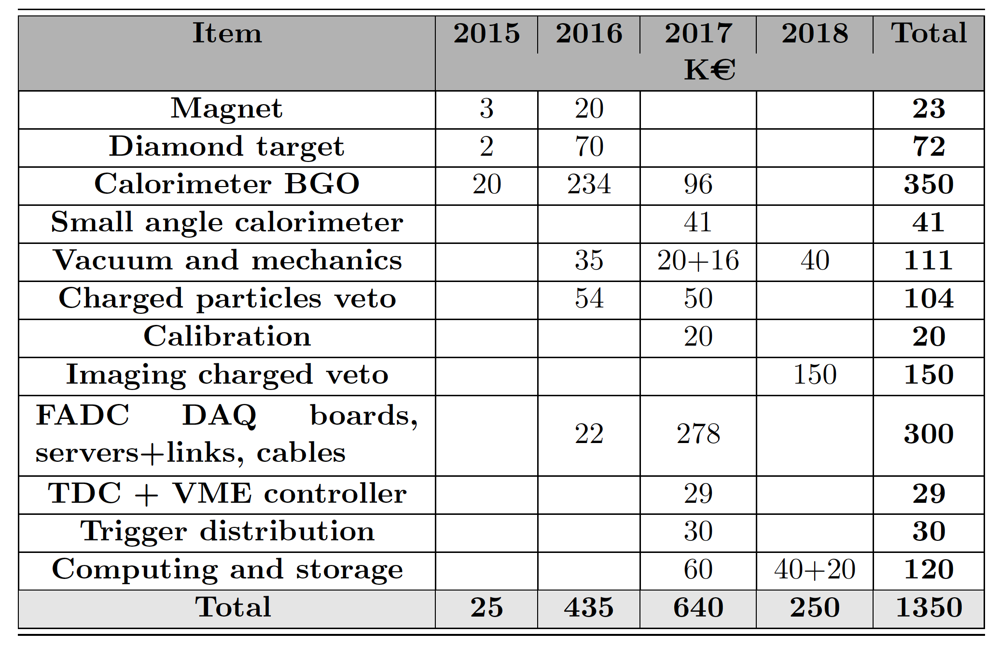 Item 2015 2016 2017 2018 Total
K€
Magnet 3 20 23
Diamond target 2 70 72
Calorimeter BGO 20 234 96 350
Small angle calorimeter 41 41
Vacuum and mechanics 35 20+16 40 111
Charged particles veto 54 50 104
Calibration 20 20
Imaging charged veto 150 150
FADC DAQ boards,
servers+links, cables 22 278 300
TDC + VME controller 29 29
Trigger distribution 30 30
Computing and storage 60 40+20 120
Total 25 435 640 250 1350